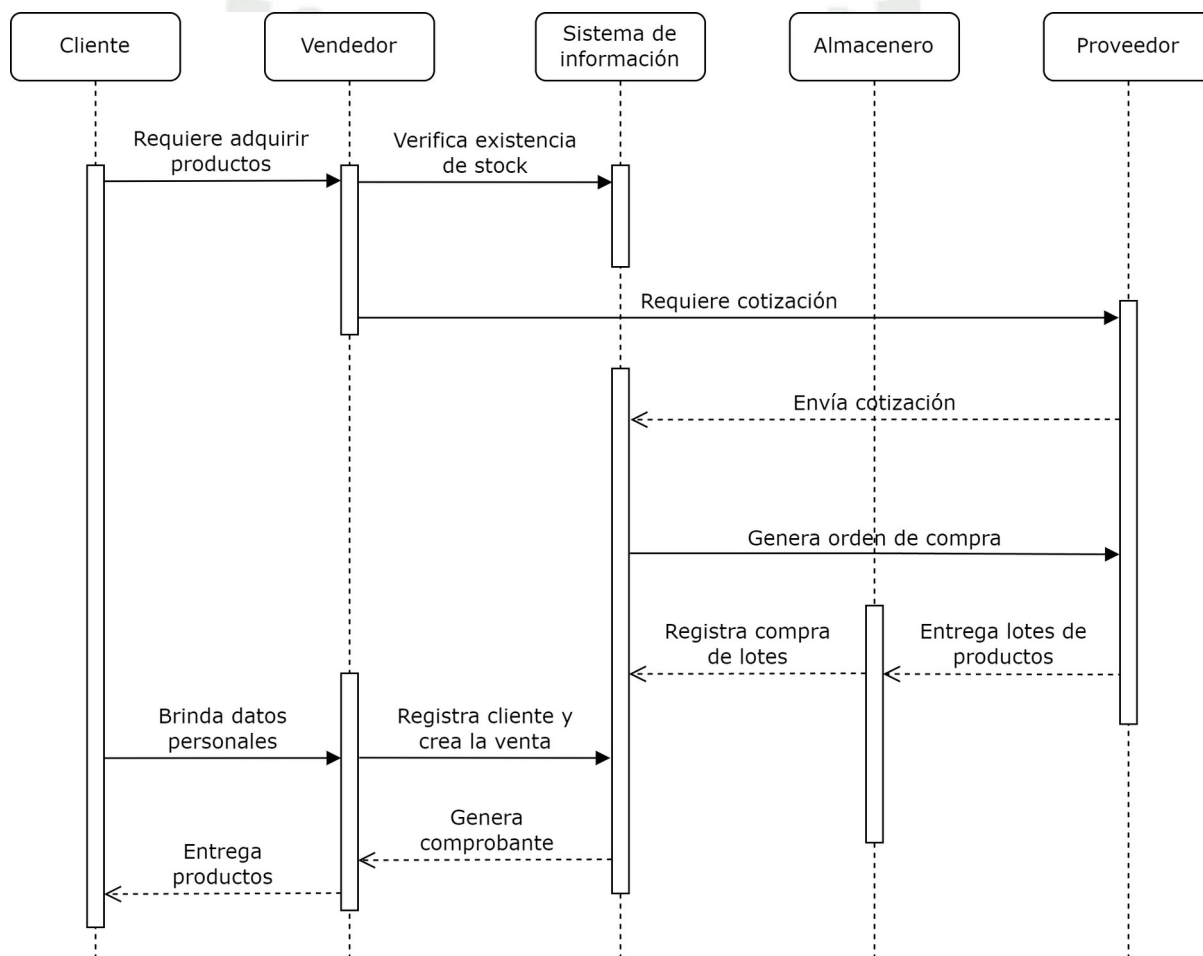 Cliente
Vendedor
Sistema de
información
Almacenero
Proveedor
Requiere adquirir
productos
Verifica existencia
de stock
Requiere cotización
Envía cotización
Genera orden de compra
Registra compra
de lotes
Entrega lotes de
productos
Brinda datos
personales
Registra cliente y
crea la venta
Genera
comprobante
Entrega
productos